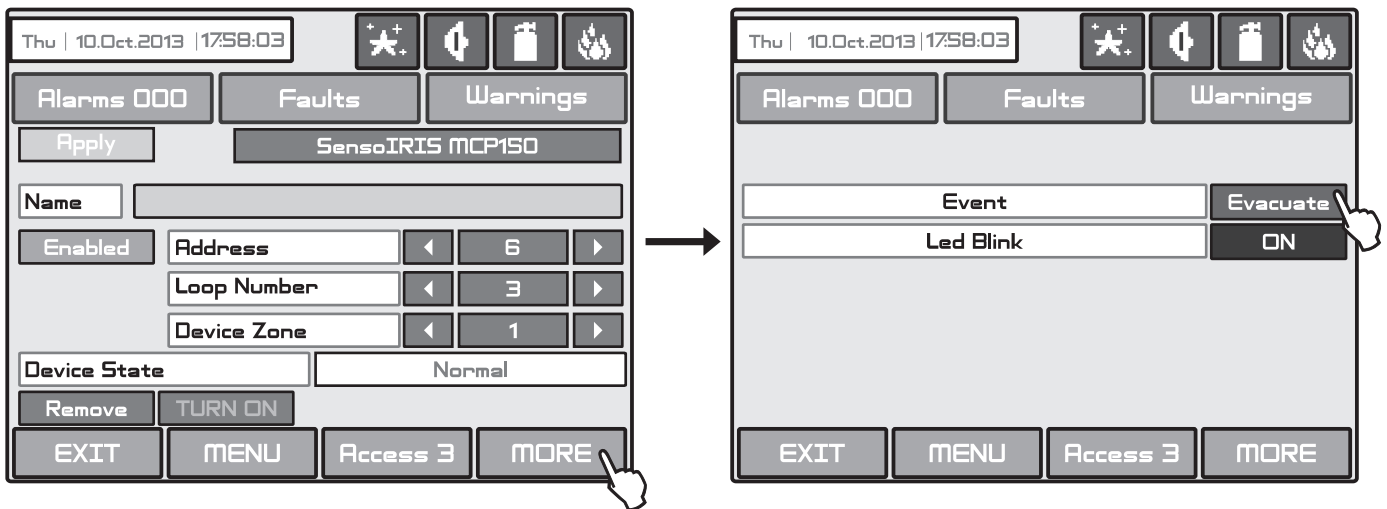 Thu | 10.Oct.2013 | 17:58:03
Alarms 000 Faults Warnings
Apply SensoIRIS MCP150
Name
Enabled Address 6
Loop Number 3
Device Zone 1
Device State Normal
Remove TURN ON
EXIT MENU Access 3 MORE
Thu | 10.Oct.2013 | 17:58:03
Alarms 000 Faults Warnings
Event Evacuate
Led Blink ON
EXIT MENU Access 3 MORE